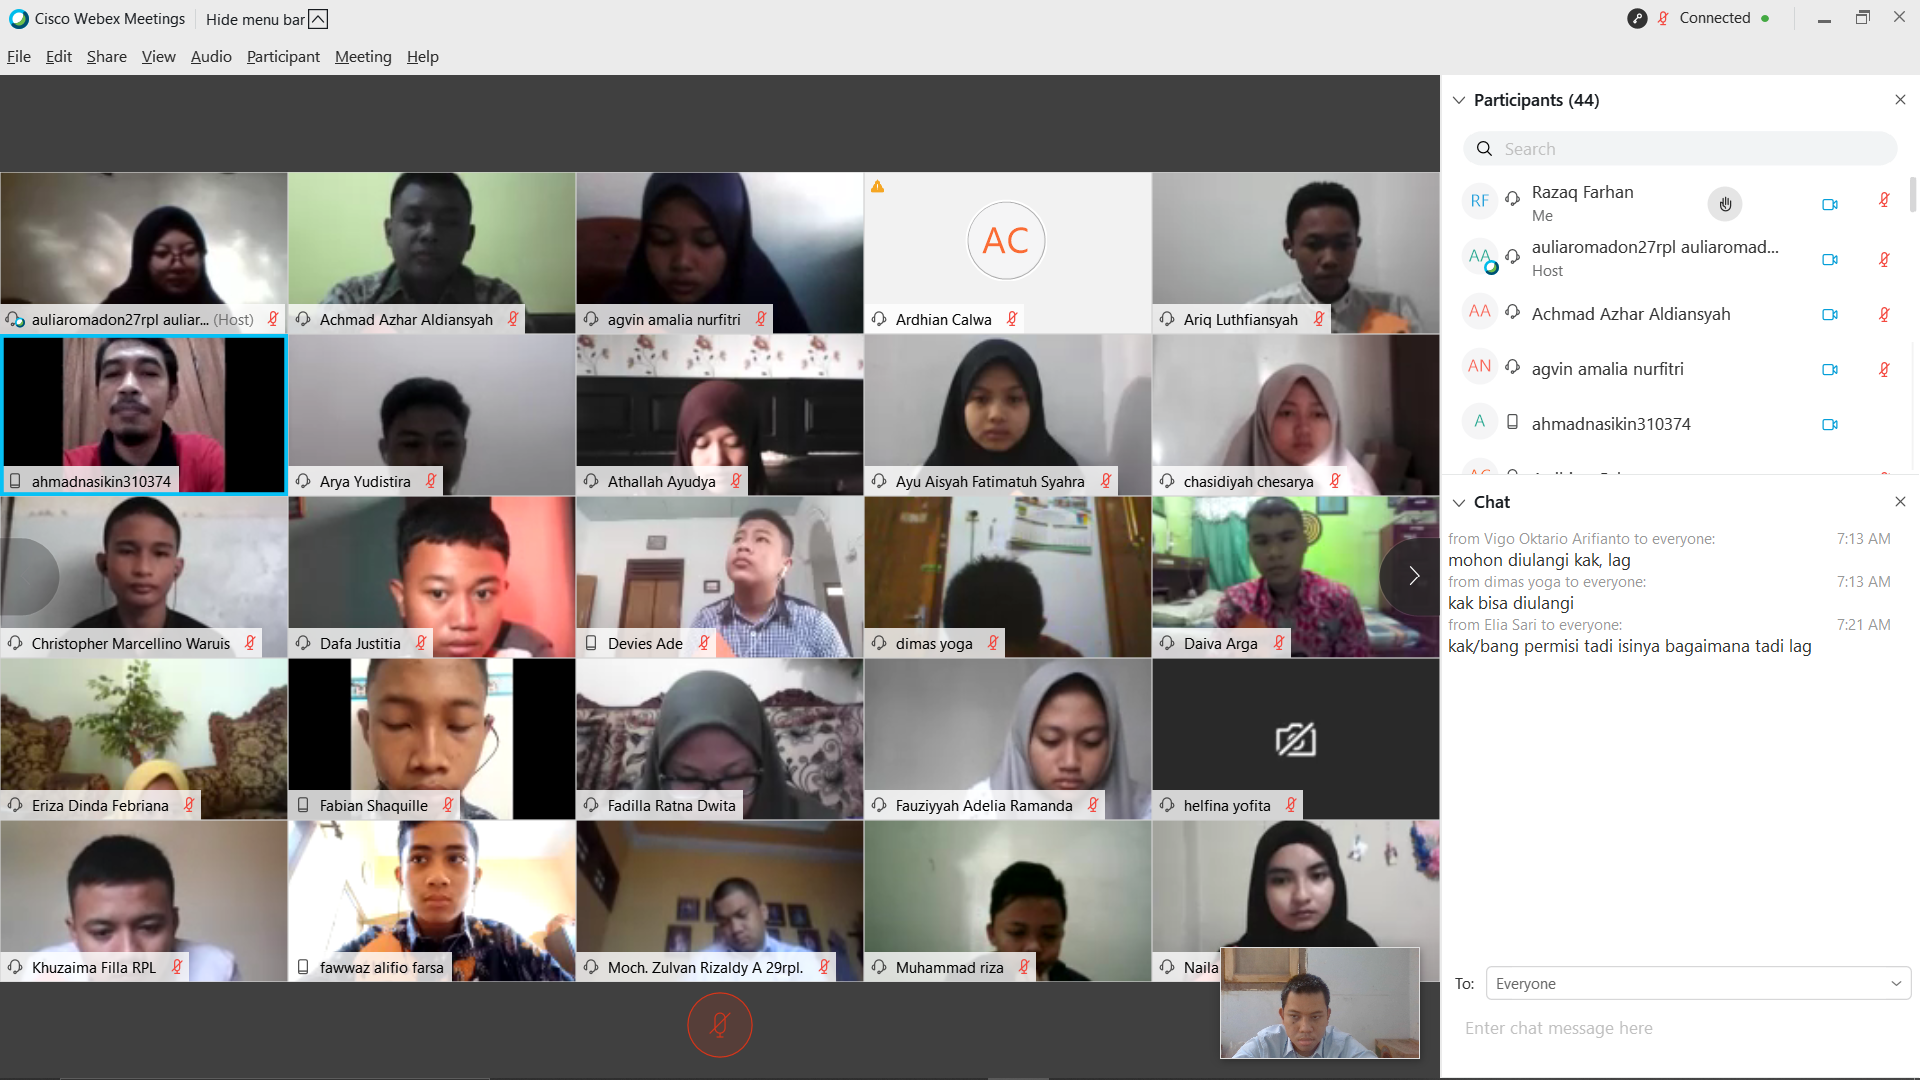 Cisco Webex Meetings
Hide menu bar
Connected
File Edit Share View Audio Participant Meeting Help
auliaromadon27rpl auliar... (Host)
Achmad Azhar Aldiansyah
agvin amalia nurfitri
AC
Ardhian Calwa
Ariq Luthfiansyah
ahmadnasikin310374
Arya Yudistira
Athallah Ayudya
Ayu Aisyah Fatimatuh Syahra
chasidiyah chesarya
Christopher Marcellino Waruis
Dafa Justitia
Devies Ade
dimas yoga
Daiva Arga
Eriza Dinda Febriana
Fabian Shaquille
Fadilla Ratna Dwita
Fauziyyah Adelia Ramanda
helfina yofita
Khuzaima Filla RPL
fawwaz alifio farsa
Moch. Zulvan Rizaldy A 29rpl.
Muhammad riza
Naila
Participants (44)
Search
RF Razaq Farhan
Me
AA auliaromadon27rpl auliaromad...
Host
AA Achmad Azhar Aldiansyah
AN agvin amalia nurfitri
A ahmadnasikin310374
Chat
from Vigo Oktario Arifianto to everyone: 7:13 AM
mohon diulangi kak, lag
from dimas yoga to everyone: 7:13 AM
kak bisa diulangi
from Elia Sari to everyone: 7:21 AM
kak/bang permisi tadi isinya bagaimana tadi lag
To: Everyone
Enter chat message here